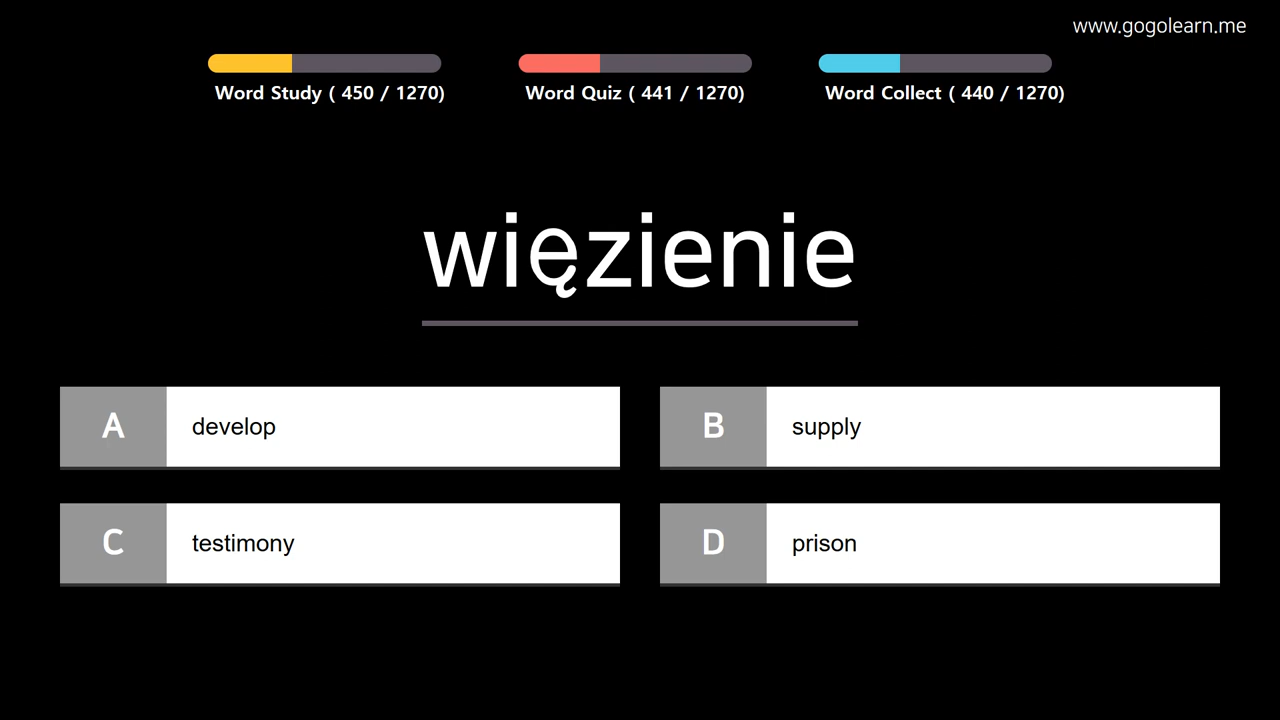 www.gogolearn.me
Word Study ( 450 / 1270)
Word Quiz ( 441 / 1270)
Word Collect ( 440 / 1270)
więzienie
A develop
B supply
C testimony
D prison